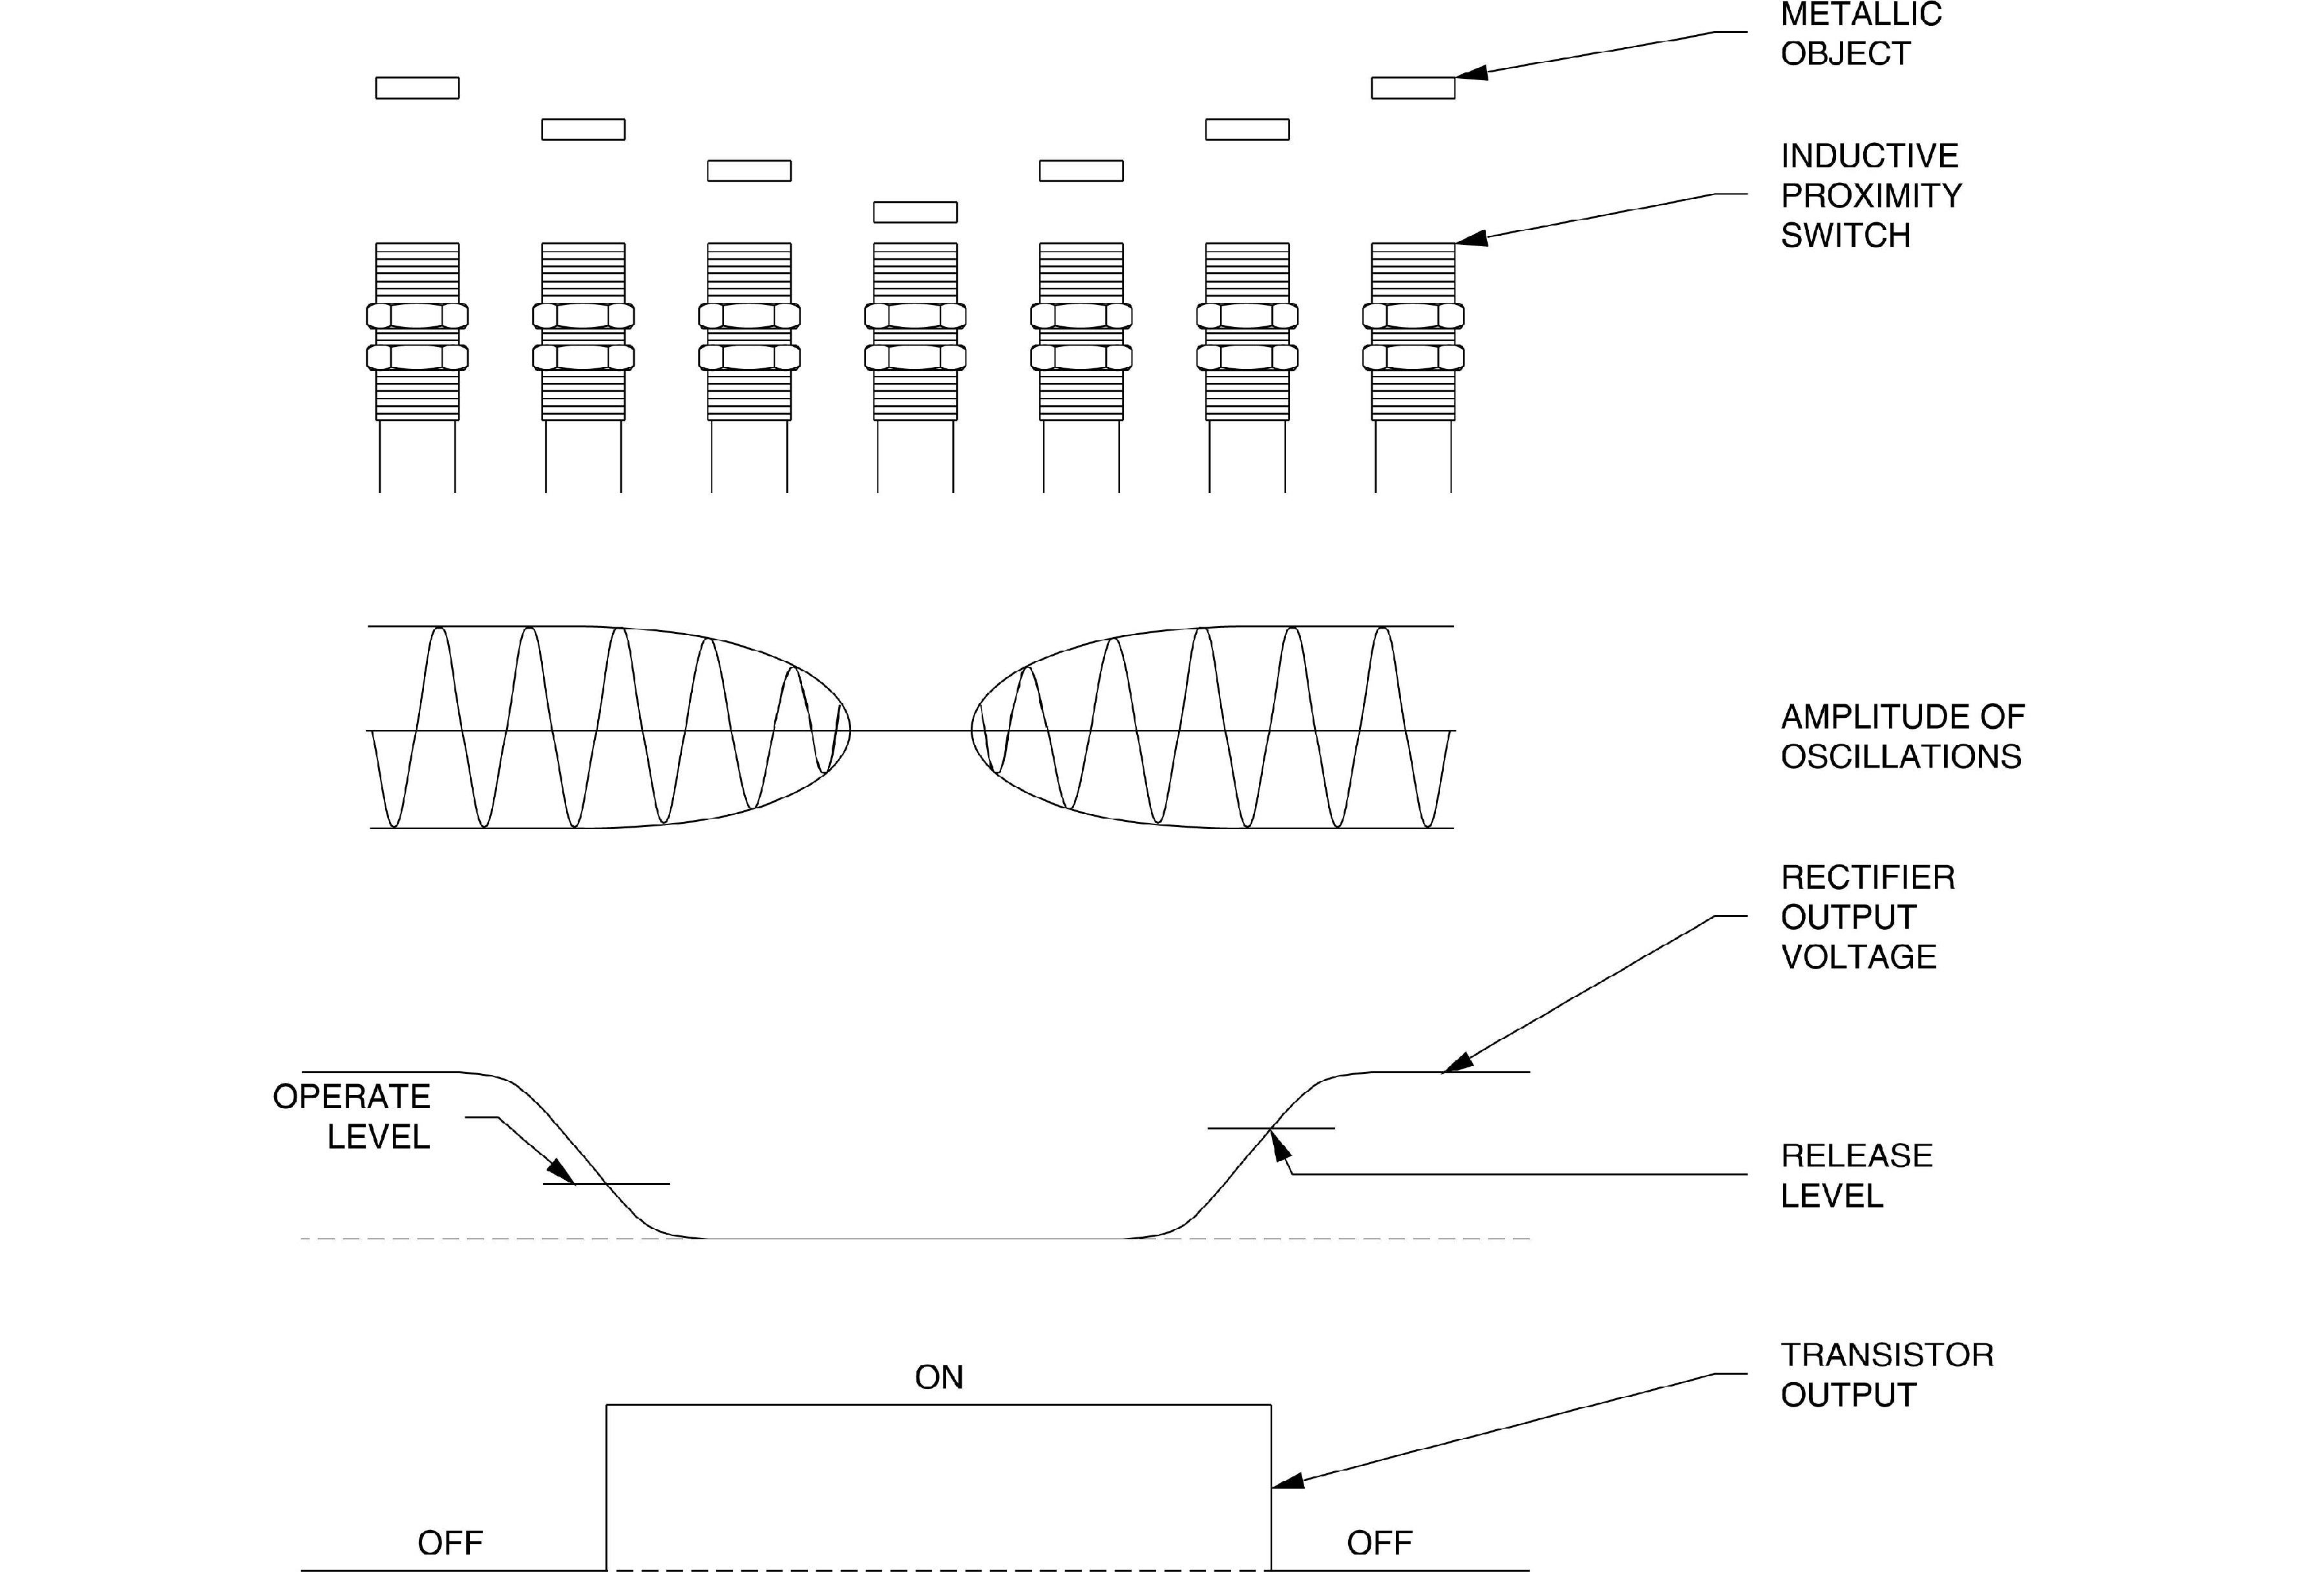 METALLIC
OBJECT
INDUCTIVE
PROXIMITY
SWITCH
AMPLITUDE OF
OSCILLATIONS
RECTIFIER
OUTPUT
VOLTAGE
OPERATE
LEVEL
RELEASE
LEVEL
TRANSISTOR
OUTPUT
ON
OFF
OFF